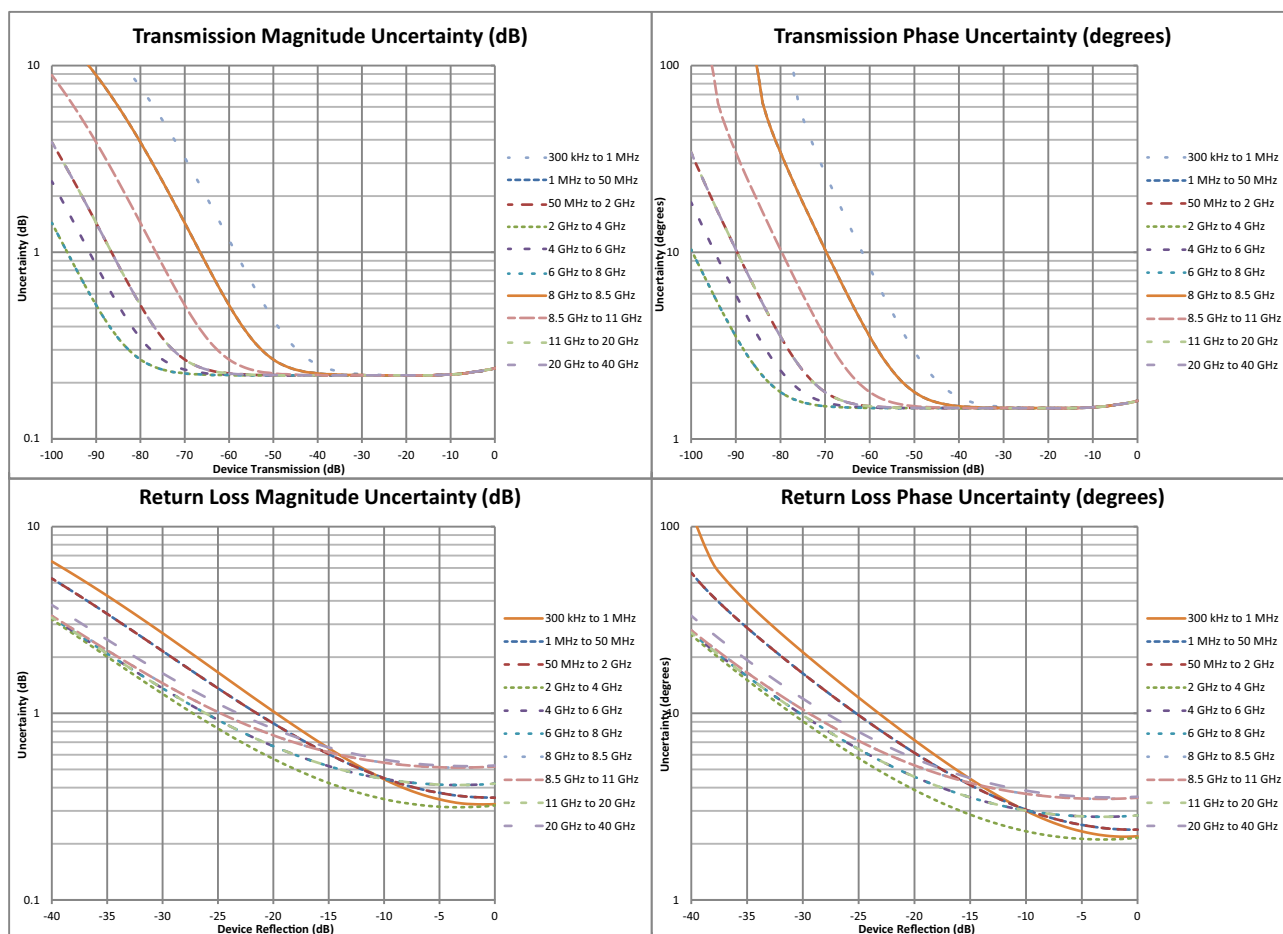 Transmission Magnitude Uncertainty (dB)
10
1
0.1
Uncertainty (dB)
-100 -90 -80 -70 -60 -50 -40 -30 -20 -10 0
Device Transmission (dB)
300 kHz to 1 MHz
1 MHz to 50 MHz
50 MHz to 2 GHz
2 GHz to 4 GHz
4 GHz to 6 GHz
6 GHz to 8 GHz
8 GHz to 8.5 GHz
8.5 GHz to 11 GHz
11 GHz to 20 GHz
20 GHz to 40 GHz
Transmission Phase Uncertainty (degrees)
100
10
1
Uncertainty (degrees)
-100 -90 -80 -70 -60 -50 -40 -30 -20 -10 0
Device Transmission (dB)
300 kHz to 1 MHz
1 MHz to 50 MHz
50 MHz to 2 GHz
2 GHz to 4 GHz
4 GHz to 6 GHz
6 GHz to 8 GHz
8 GHz to 8.5 GHz
8.5 GHz to 11 GHz
11 GHz to 20 GHz
20 GHz to 40 GHz
Return Loss Magnitude Uncertainty (dB)
10
1
0.1
Uncertainty (dB)
-40 -35 -30 -25 -20 -15 -10 -5 0
Device Reflection (dB)
300 kHz to 1 MHz
1 MHz to 50 MHz
50 MHz to 2 GHz
2 GHz to 4 GHz
4 GHz to 6 GHz
6 GHz to 8 GHz
8 GHz to 8.5 GHz
8.5 GHz to 11 GHz
11 GHz to 20 GHz
20 GHz to 40 GHz
Return Loss Phase Uncertainty (degrees)
100
10
1
Uncertainty (degrees)
-40 -35 -30 -25 -20 -15 -10 -5 0
Device Reflection (dB)
300 kHz to 1 MHz
1 MHz to 50 MHz
50 MHz to 2 GHz
2 GHz to 4 GHz
4 GHz to 6 GHz
6 GHz to 8 GHz
8 GHz to 8.5 GHz
8.5 GHz to 11 GHz
11 GHz to 20 GHz
20 GHz to 40 GHz